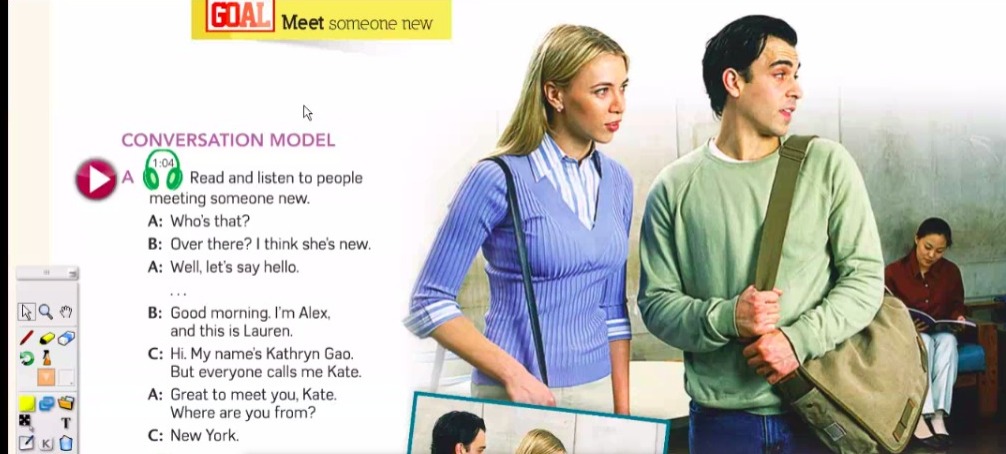 GOAL Meet someone new
CONVERSATION MODEL
A 1:04 Read and listen to people
meeting someone new.
A: Who's that?
B: Over there? I think she's new.
A: Well, let's say hello.
...
B: Good morning. I'm Alex,
and this is Lauren.
C: Hi. My name's Kathryn Gao.
But everyone calls me Kate.
A: Great to meet you, Kate.
Where are you from?
C: New York.
T
K